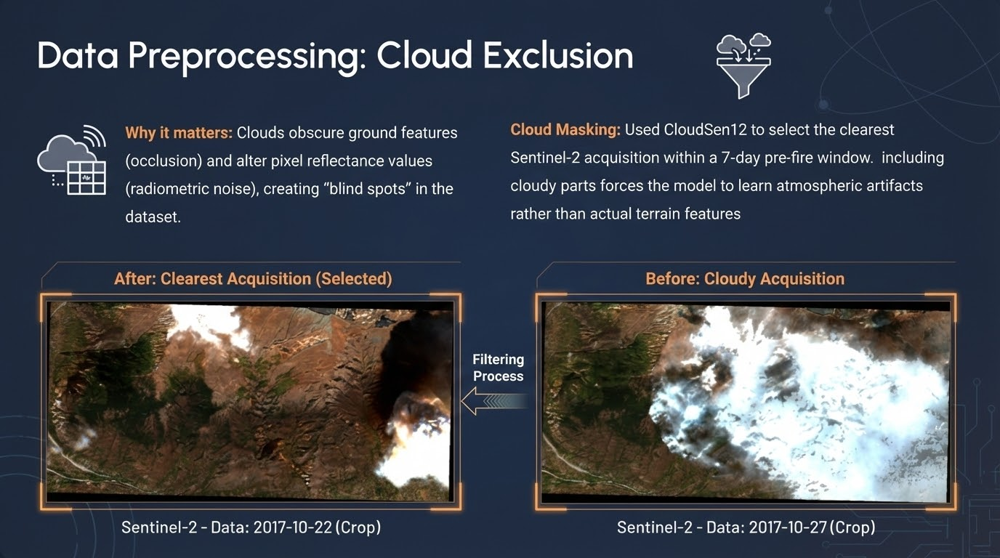 Data Preprocessing: Cloud Exclusion
Why it matters: Clouds obscure ground features
(occlusion) and alter pixel reflectance values
(radiometric noise), creating “blind spots” in the
dataset.
Cloud Masking: Used CloudSen12 to select the clearest
Sentinel-2 acquisition within a 7-day pre-fire window. including
cloudy parts forces the model to learn atmospheric artifacts
rather than actual terrain features
After: Clearest Acquisition (Selected)
Before: Cloudy Acquisition
Filtering
Process
Sentinel-2 - Data: 2017-10-22 (Crop)
Sentinel-2 - Data: 2017-10-27 (Crop)